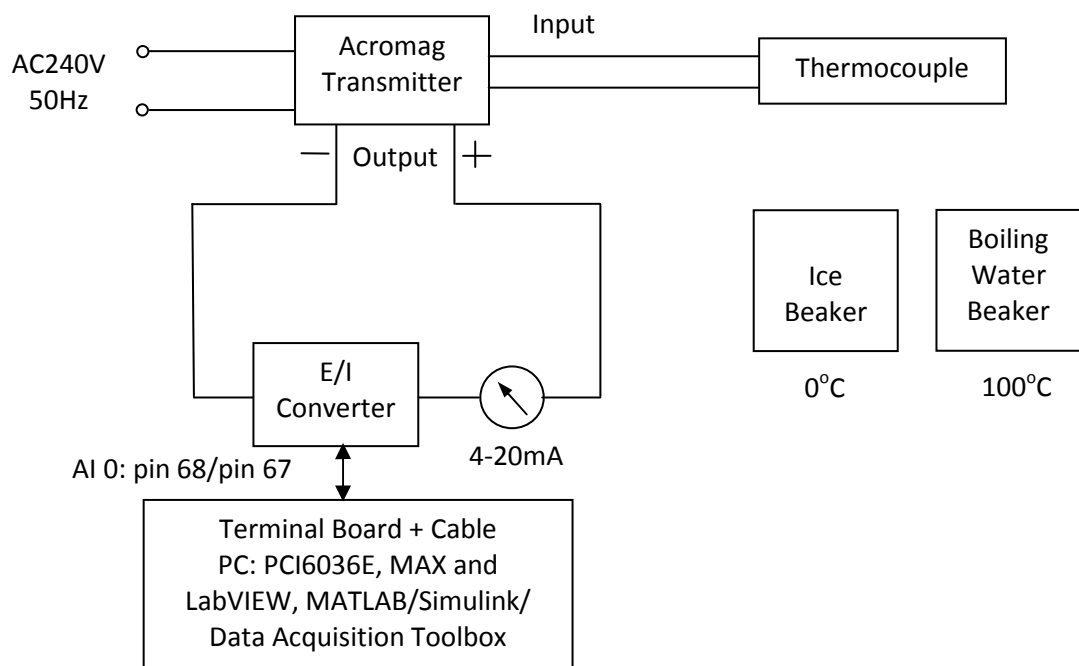 AC240V
50Hz
Acromag
Transmitter
Input
Thermocouple
— Output +
Ice
Beaker
0°C
Boiling
Water
Beaker
100°C
E/I
Converter
4-20mA
AI 0: pin 68/pin 67
Terminal Board + Cable
PC: PCI6036E, MAX and
LabVIEW, MATLAB/Simulink/
Data Acquisition Toolbox